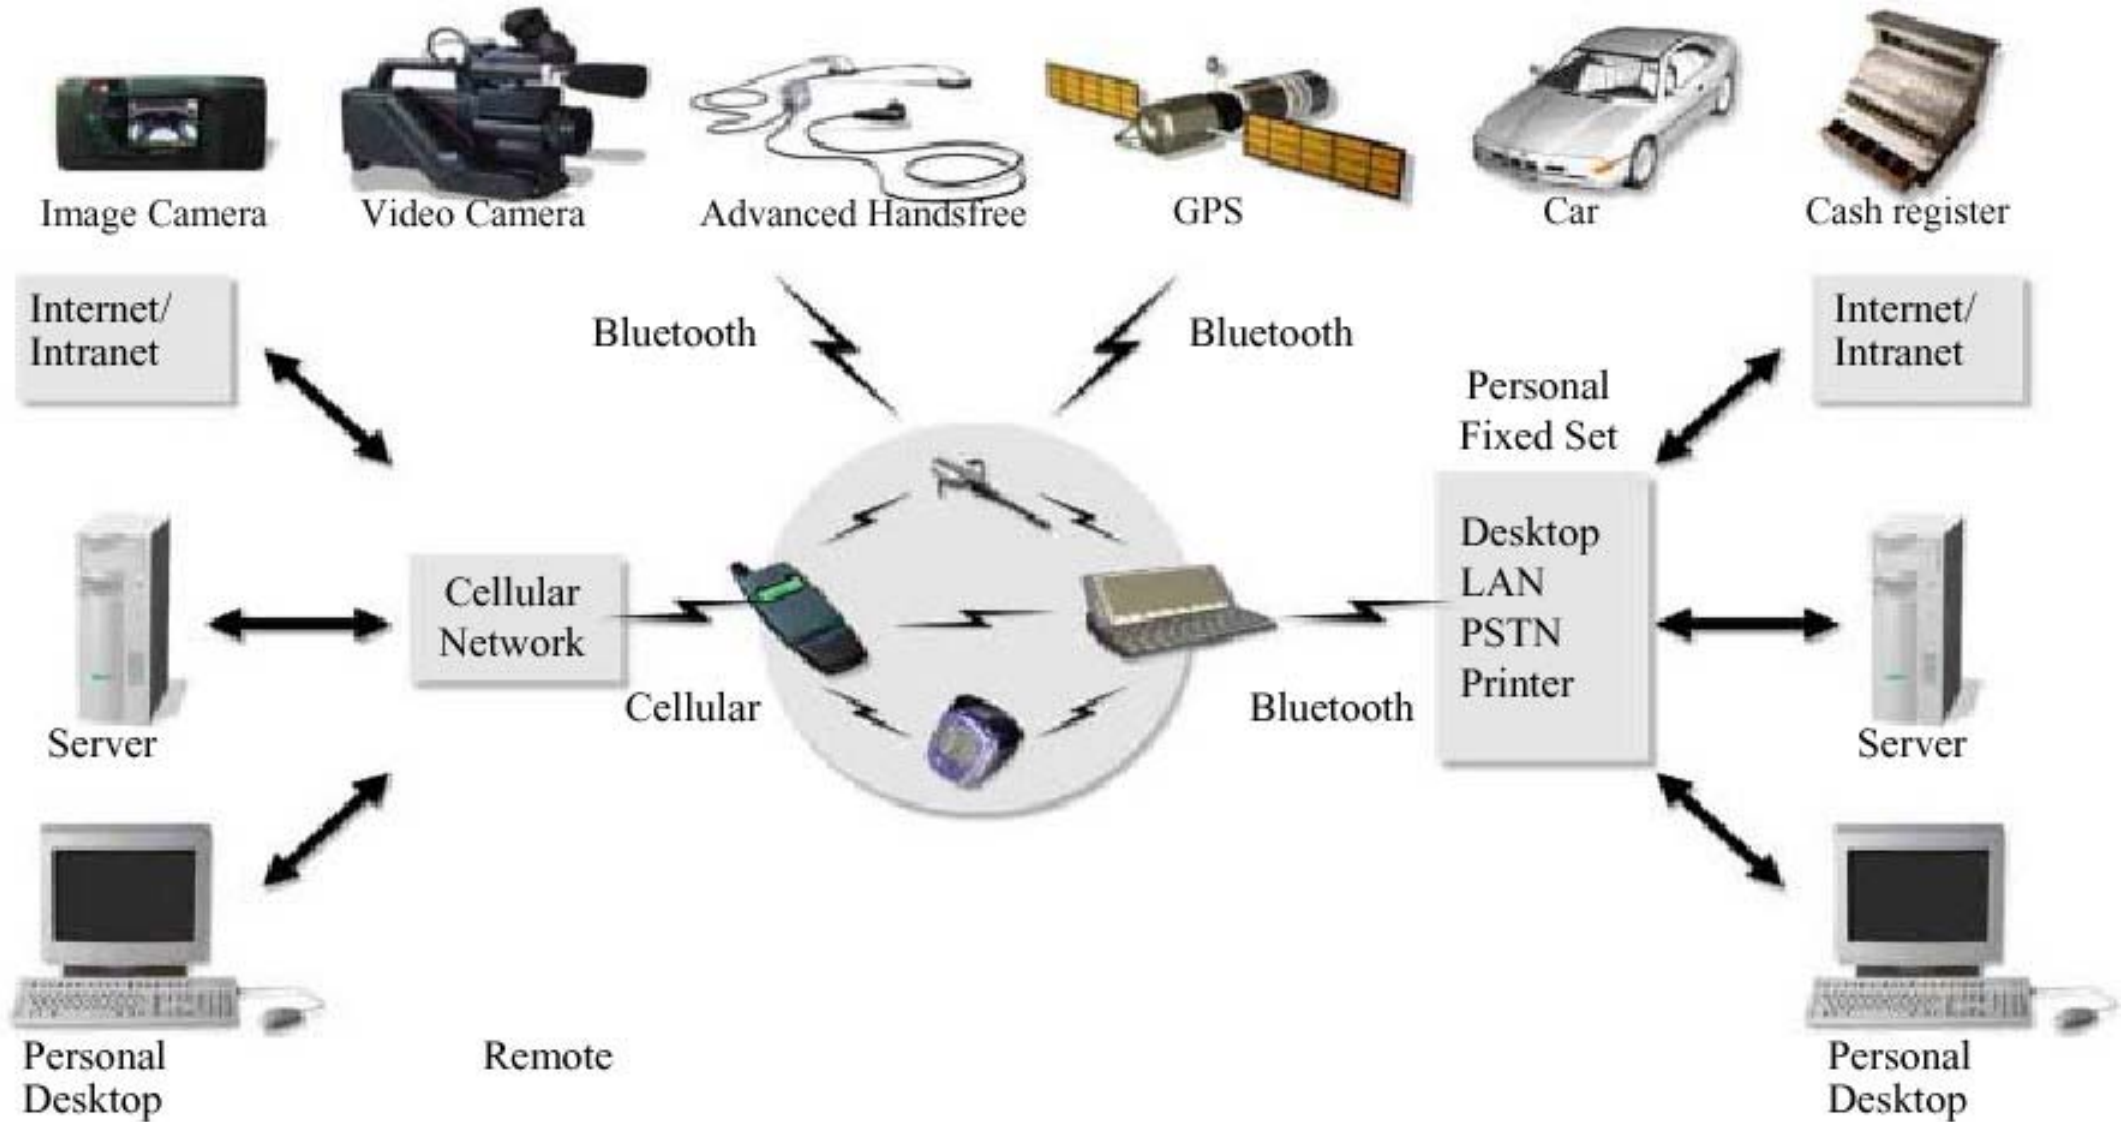 Image Camera
Video Camera
Advanced Handsfree
GPS
Car
Cash register
Internet/
Intranet
Bluetooth
Bluetooth
Internet/
Intranet
Personal
Fixed Set
Cellular
Network
Desktop
LAN
PSTN
Printer
Cellular
Bluetooth
Server
Server
Personal
Desktop
Remote
Personal
Desktop